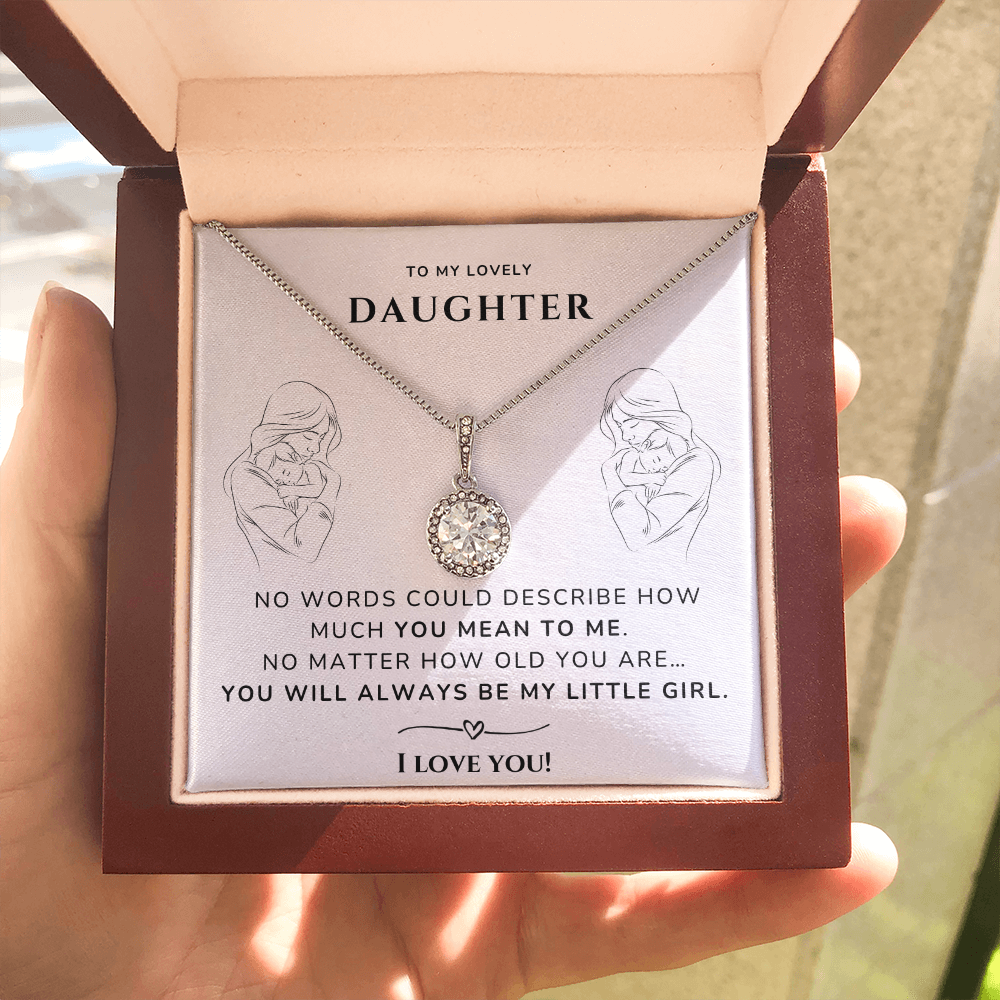 TO MY LOVELY
DAUGHTER
NO WORDS COULD DESCRIBE HOW
MUCH YOU MEAN TO ME.
NO MATTER HOW OLD YOU ARE...
YOU WILL ALWAYS BE MY LITTLE GIRL.
I LOVE YOU!